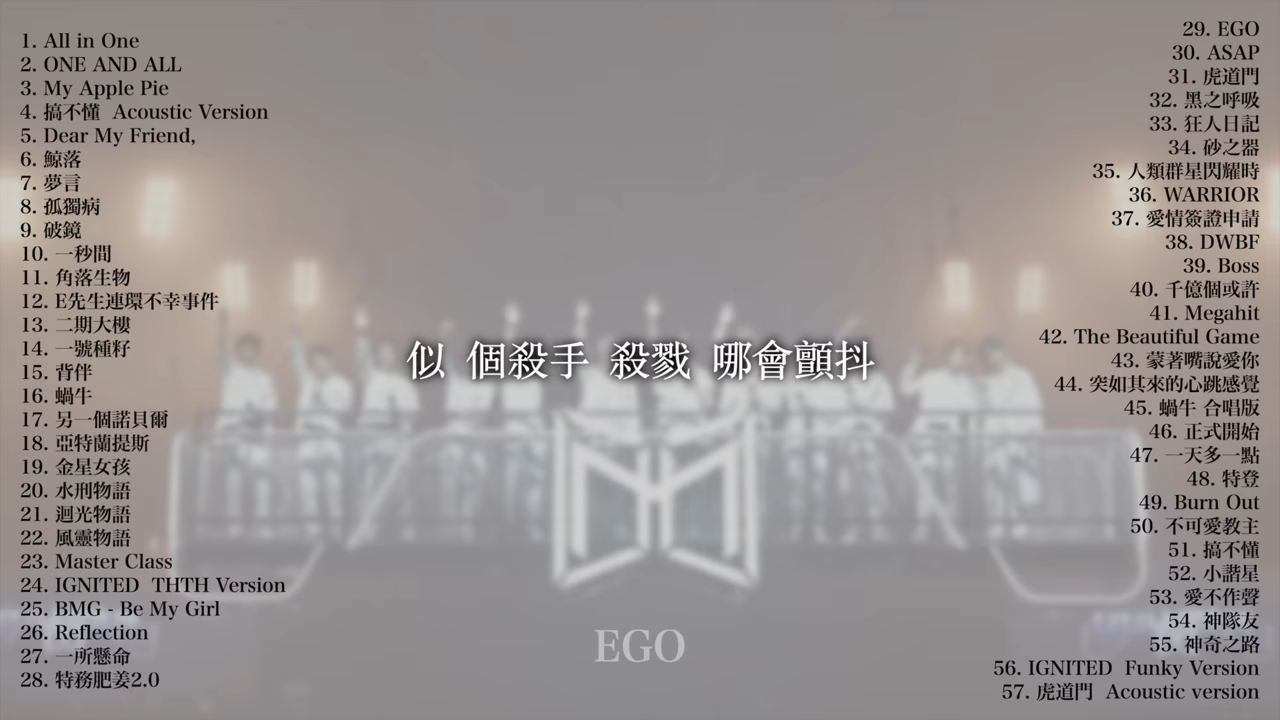 1. All in One
2. ONE AND ALL
3. My Apple Pie
4. 搞不懂  Acoustic Version
5. Dear My Friend,
6. 鯨落
7. 夢言
8. 孤獨病
9. 破鏡
10. 一秒間
11. 角落生物
12. E先生連環不幸事件
13. 二期大樓
14. 一號種籽
15. 背伴
16. 蝸牛
17. 另一個諾貝爾
18. 亞特蘭提斯
19. 金星女孩
20. 水刑物語
21. 迴光物語
22. 風靈物語
23. Master Class
24. IGNITED  THTH Version
25. BMG - Be My Girl
26. Reflection
27. 一所懸命
28. 特務肥姜2.0
似 個殺手 殺戮 哪會顫抖
EGO
29. EGO
30. ASAP
31. 虎道門
32. 黑之呼吸
33. 狂人日記
34. 砂之器
35. 人類群星閃耀時
36. WARRIOR
37. 愛情簽證申請
38. DWBF
39. Boss
40. 千億個或許
41. Megahit
42. The Beautiful Game
43. 蒙著嘴說愛你
44. 突如其來的心跳感覺
45. 蝸牛 合唱版
46. 正式開始
47. 一天多一點
48. 特登
49. Burn Out
50. 不可愛教主
51. 搞不懂
52. 小諧星
53. 愛不作聲
54. 神隊友
55. 神奇之路
56. IGNITED  Funky Version
57. 虎道門  Acoustic version